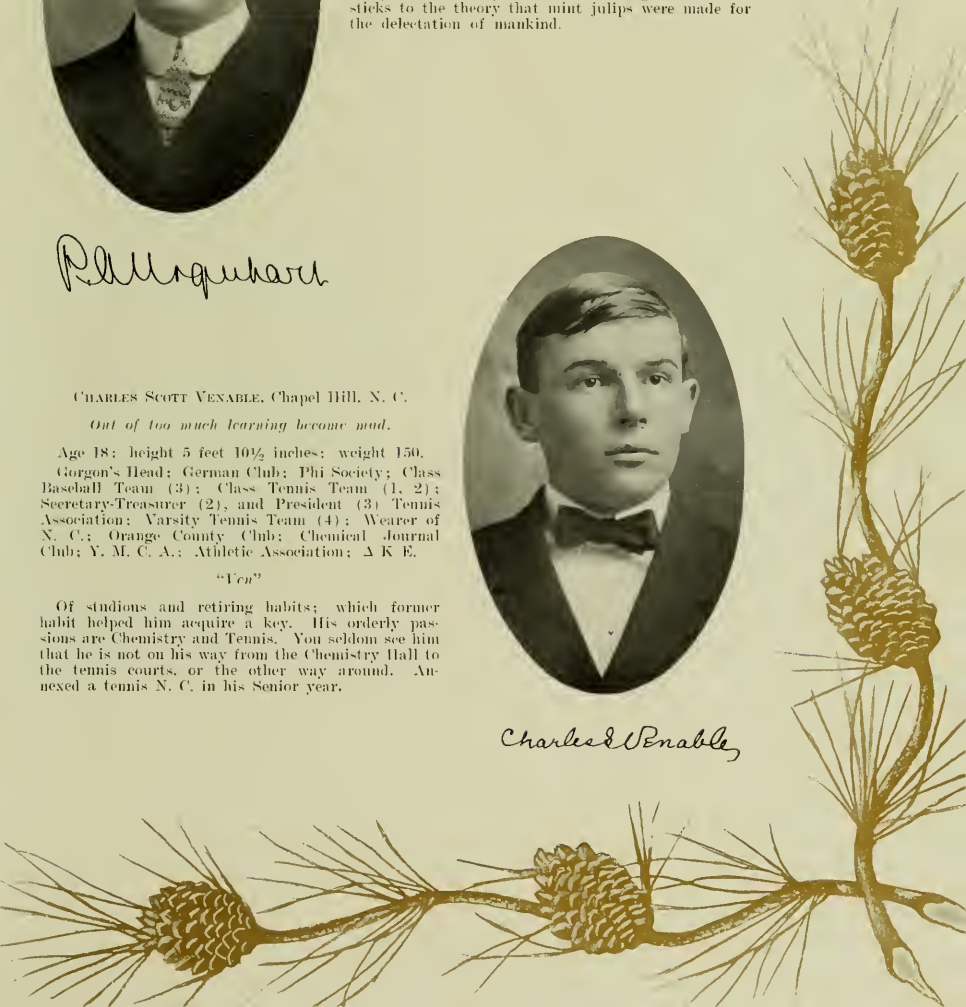 sticks to the theory that mint julips were made for
the delectation of mankind.
R. A. Urquhart
CHARLES SCOTT VENABLE, Chapel Hill, N. C.
Out of too much learning become mad.
Age 18; height 5 feet 10½ inches; weight 150.
Gorgon's Head; German Club; Phi Society; Class
Baseball Team (3); Class Tennis Team (1, 2);
Secretary-Treasurer (2), and President (3) Tennis
Association; Varsity Tennis Team (4); Wearer of
N. C.; Orange County Club; Chemical Journal
Club; Y. M. C. A.; Athletic Association; Δ K E.
"Ven"
Of studious and retiring habits; which former
habit helped him acquire a key. His orderly pas-
sions are Chemistry and Tennis. You seldom see him
that he is not on his way from the Chemistry Hall to
the tennis courts, or the other way around. An-
nexed a tennis N. C. in his Senior year.
Charles S Venable